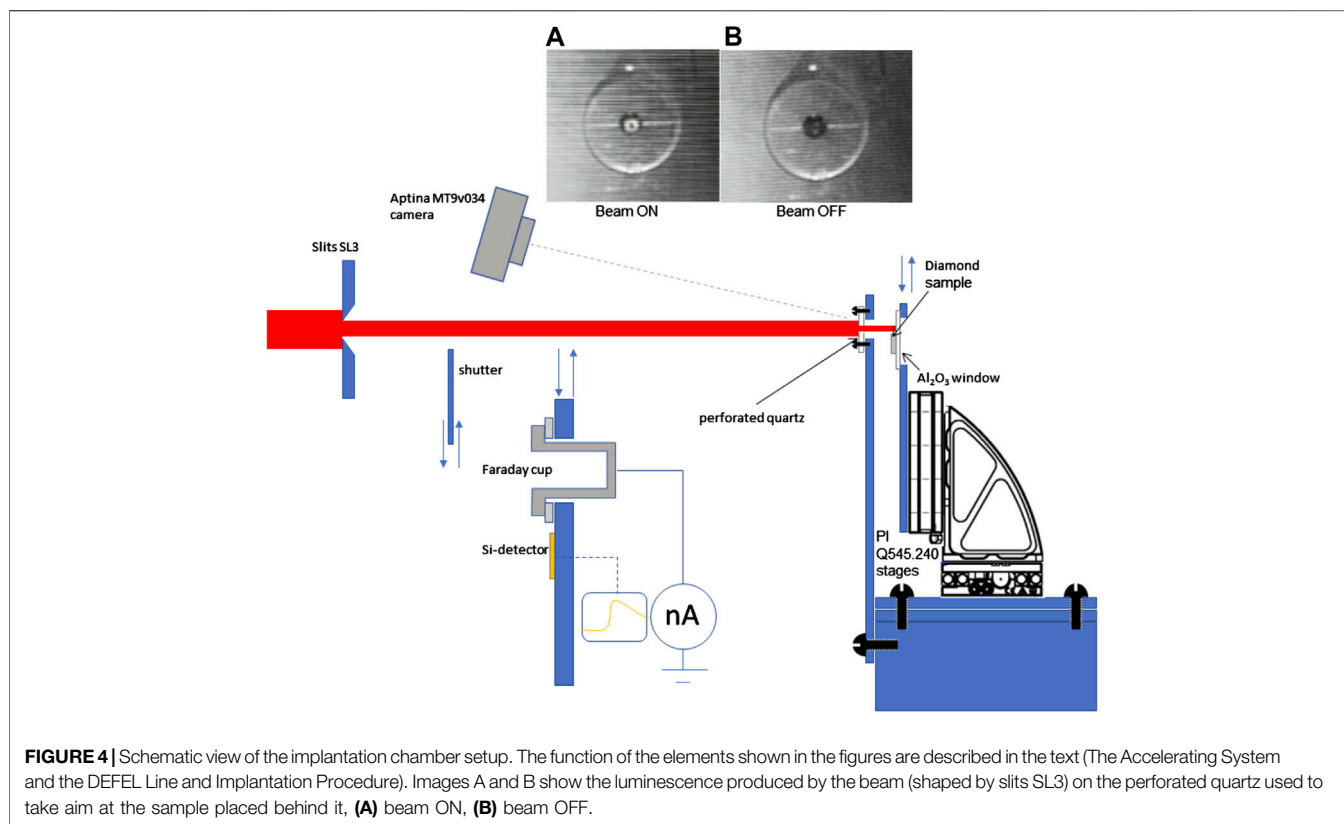 A
B
Beam ON
Beam OFF
Aptina MT9v034
camera
Slits SL3
Diamond
sample
shutter
Al₂O₃ window
perforated quartz
Faraday cup
PI
Q545.240
stages
Si-detector
nA
FIGURE 4 | Schematic view of the implantation chamber setup. The function of the elements shown in the figures are described in the text (The Accelerating System
and the DEFEL Line and Implantation Procedure). Images A and B show the luminescence produced by the beam (shaped by slits SL3) on the perforated quartz used to
take aim at the sample placed behind it, (A) beam ON, (B) beam OFF.